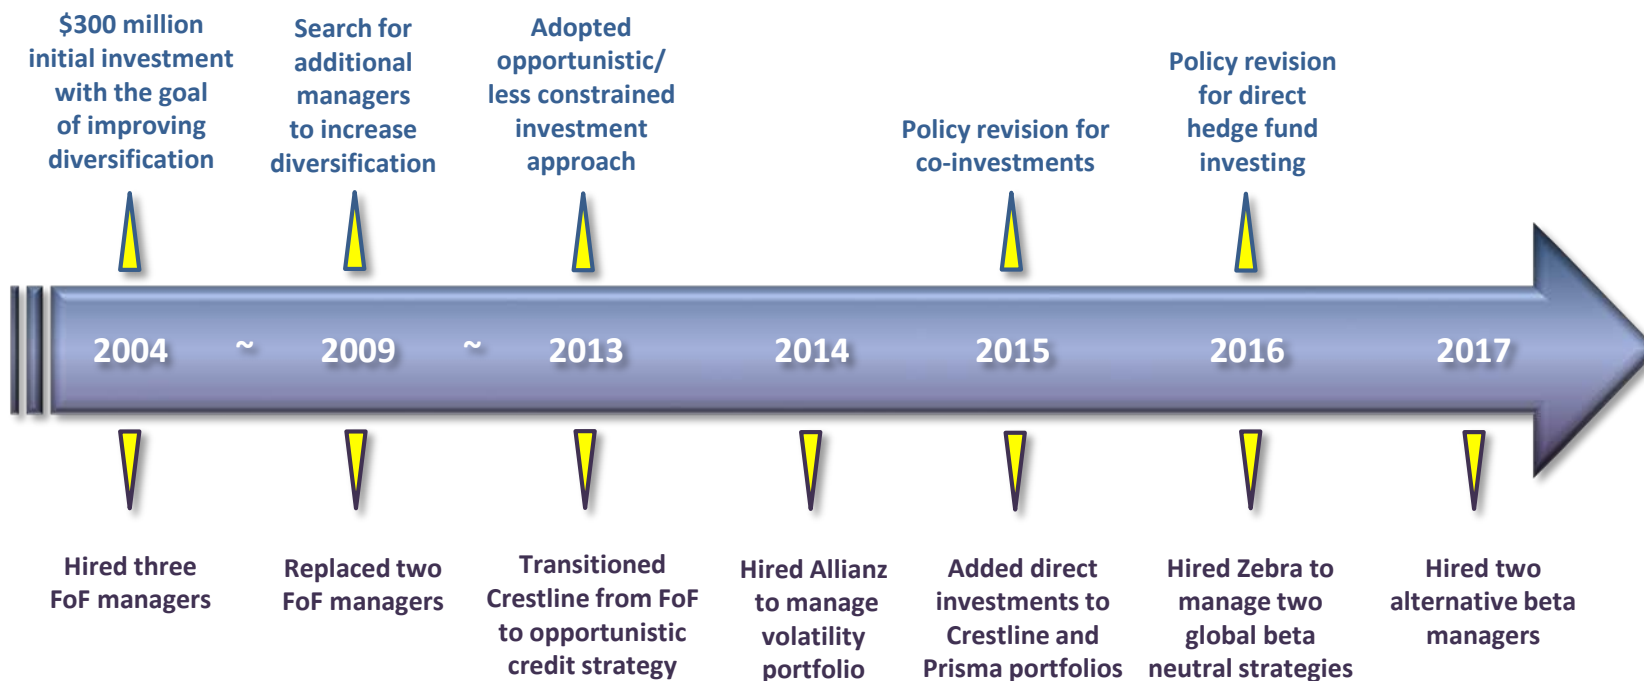 $300 million
initial investment
with the goal
of improving
diversification
Search for
additional
managers
to increase
diversification
Adopted
opportunistic/
less constrained
investment
approach
Policy revision for
co-investments
Policy revision
for direct
hedge fund
investing
2004 ~ 2009 ~ 2013 2014 2015 2016 2017
Hired three
FoF managers
Replaced two
FoF managers
Transitioned
Crestline from FoF
to opportunistic
credit strategy
Hired Allianz
to manage
volatility
portfolio
Added direct
investments to
Crestline and
Prisma portfolios
Hired Zebra to
manage two
global beta
neutral strategies
Hired two
alternative beta
managers